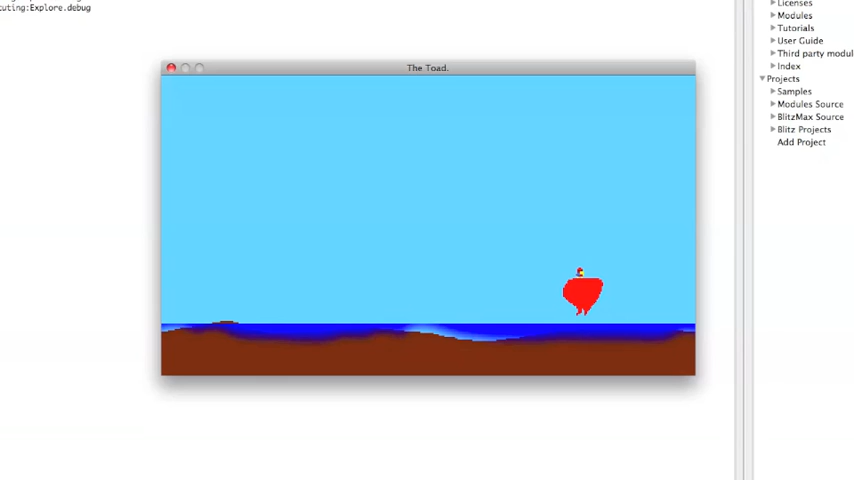 tuting:Explore.debug
The Toad.
Licenses
Modules
Tutorials
User Guide
Third party modul
Index
Projects
Samples
Modules Source
BlitzMax Source
Blitz Projects
Add Project